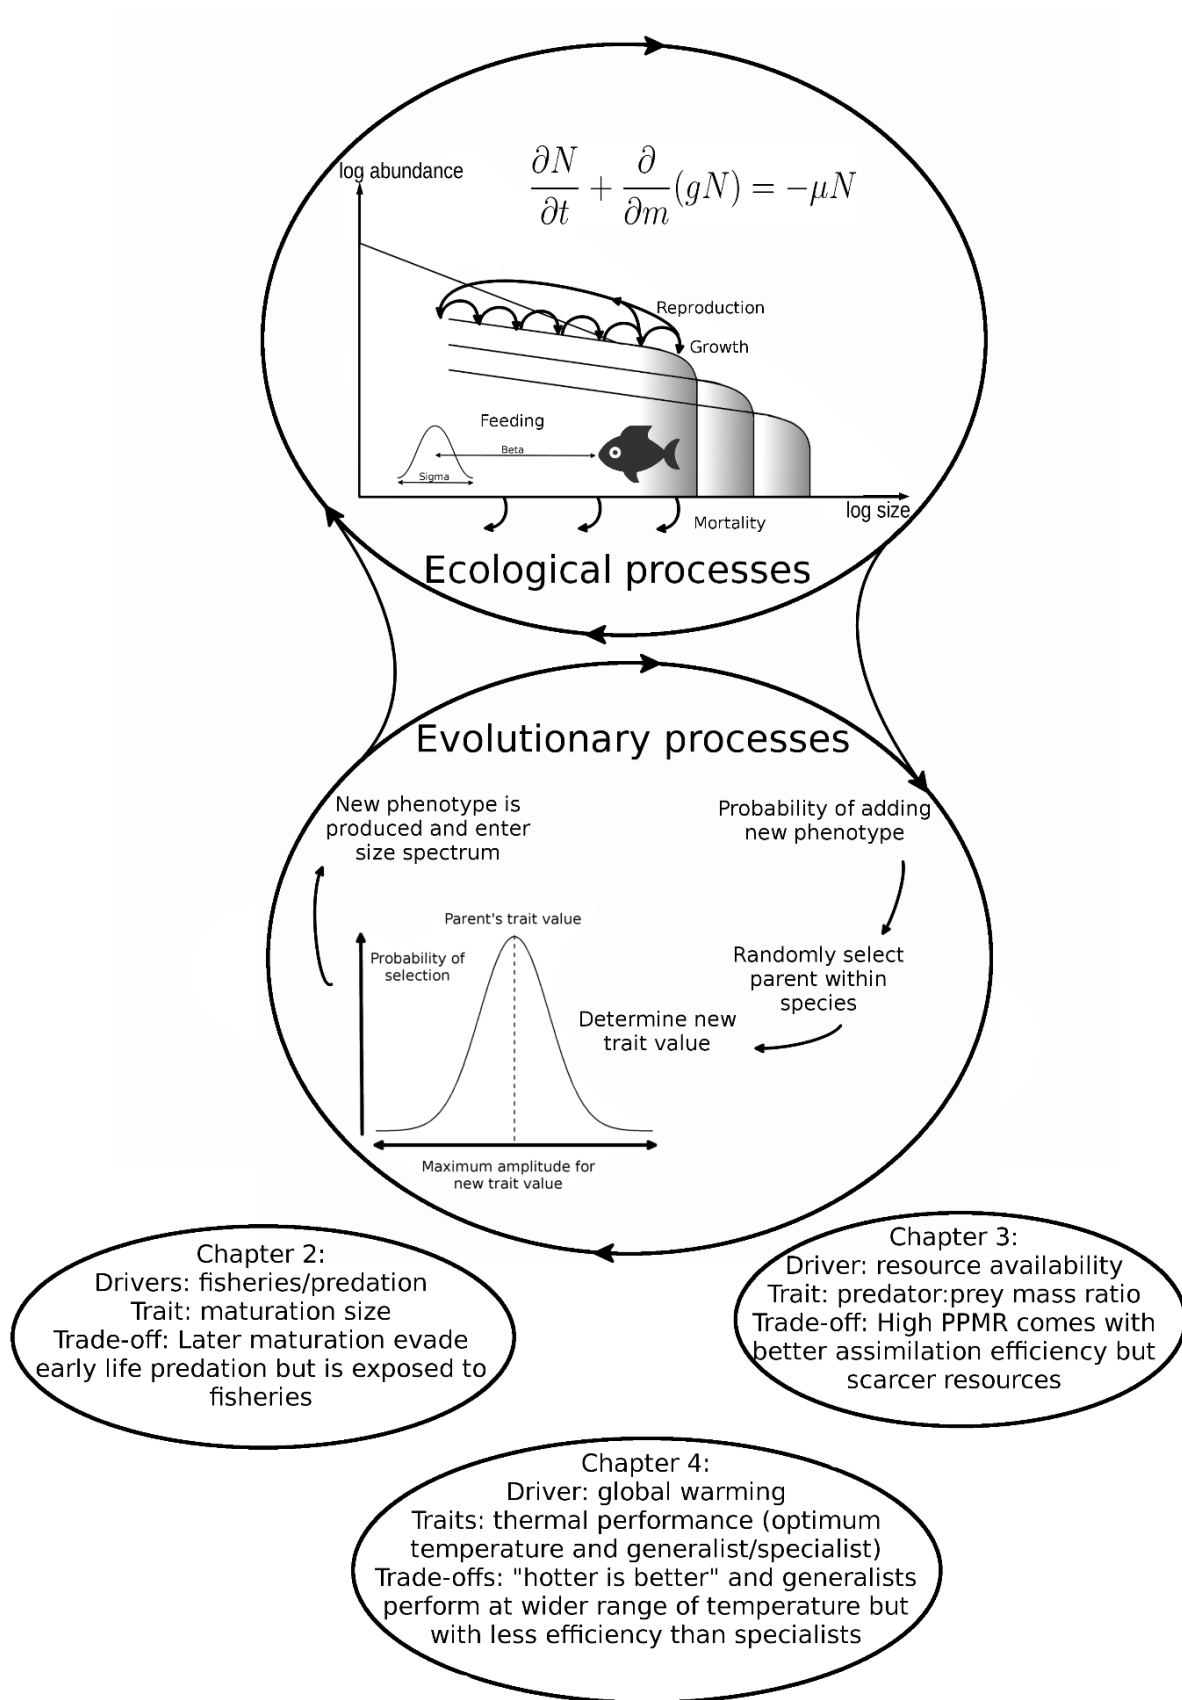 log abundance
∂N/∂t + ∂/∂m (gN) = −μN
Reproduction
Growth
Feeding
Beta
Sigma
log size
Mortality
Ecological processes
Evolutionary processes
New phenotype is
produced and enter
size spectrum
Probability of adding
new phenotype
Parent's trait value
Probability of
selection
Randomly select
parent within
species
Determine new
trait value
Maximum amplitude for
new trait value
Chapter 2:
Drivers: fisheries/predation
Trait: maturation size
Trade-off: Later maturation evade
early life predation but is exposed to
fisheries
Chapter 3:
Driver: resource availability
Trait: predator:prey mass ratio
Trade-off: High PPMR comes with
better assimilation efficiency but
scarcer resources
Chapter 4:
Driver: global warming
Traits: thermal performance (optimum
temperature and generalist/specialist)
Trade-offs: "hotter is better" and generalists
perform at wider range of temperature but
with less efficiency than specialists